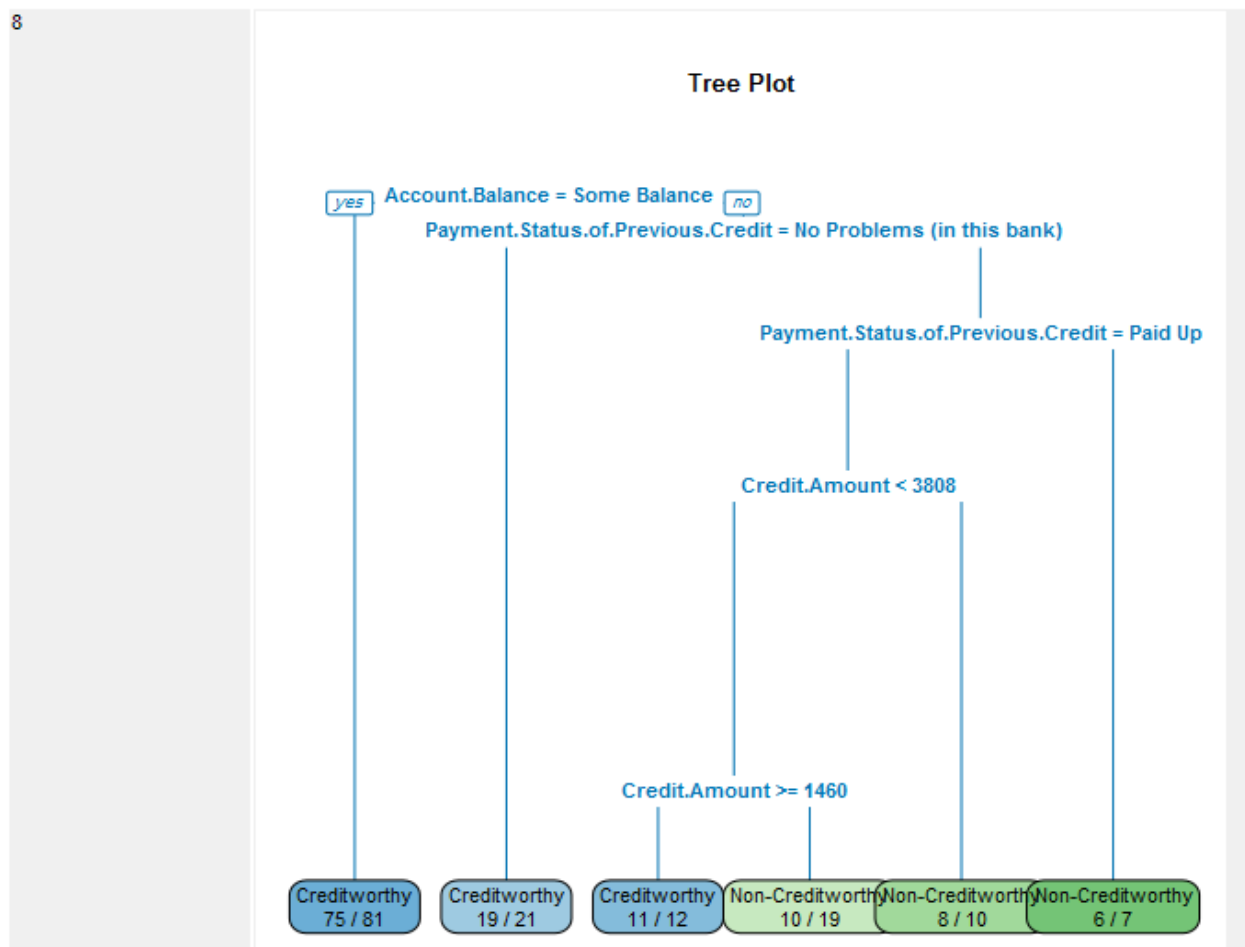 8
Tree Plot
yes Account.Balance = Some Balance no
Payment.Status.of.Previous.Credit = No Problems (in this bank)
Payment.Status.of.Previous.Credit = Paid Up
Credit.Amount < 3808
Credit.Amount >= 1460
Creditworthy
75 / 81
Creditworthy
19 / 21
Creditworthy
11 / 12
Non-Creditworthy
10 / 19
Non-Creditworthy
8 / 10
Non-Creditworthy
6 / 7